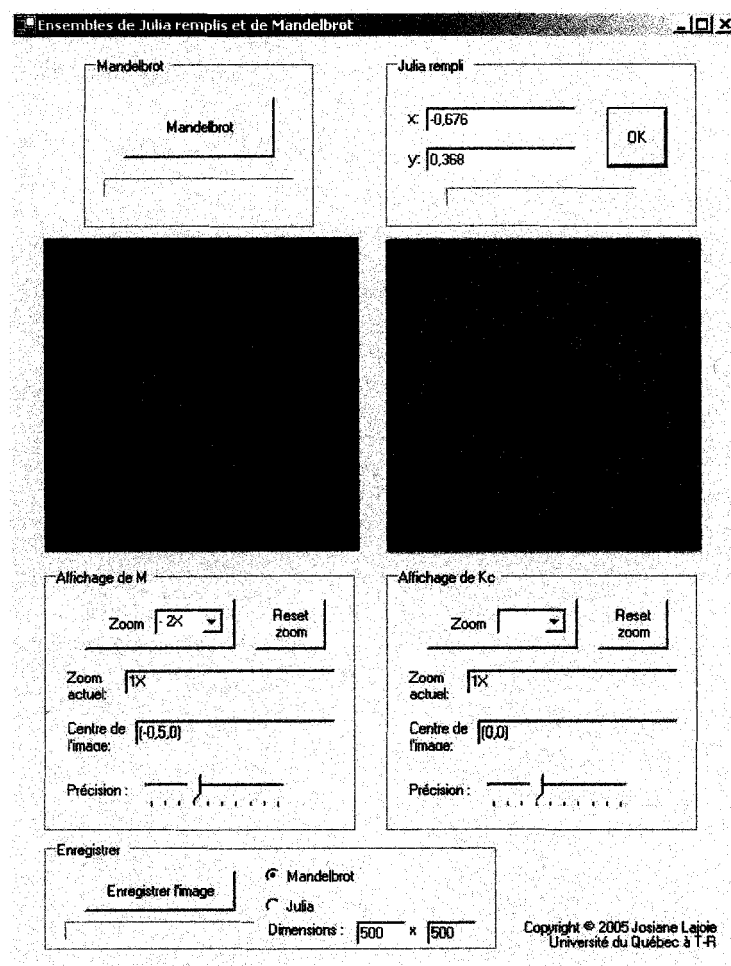 Ensembles de Julia remplis et de Mandelbrot
Mandelbrot
Mandelbrot
Julia rempli
x: -0,676
y: 0,368
OK
Affichage de M
Zoom - 2X
Reset zoom
Zoom actuel: 1X
Centre de l'image: (-0,5,0)
Précision :
Affichage de Kc
Zoom
Reset zoom
Zoom actuel: 1X
Centre de l'image: (0,0)
Précision :
Enregistrer
Enregistrer l'image
Mandelbrot
Julia
Dimensions : 500 x 500
Copyright © 2005 Josiane Lajoie
Université du Québec à T-R